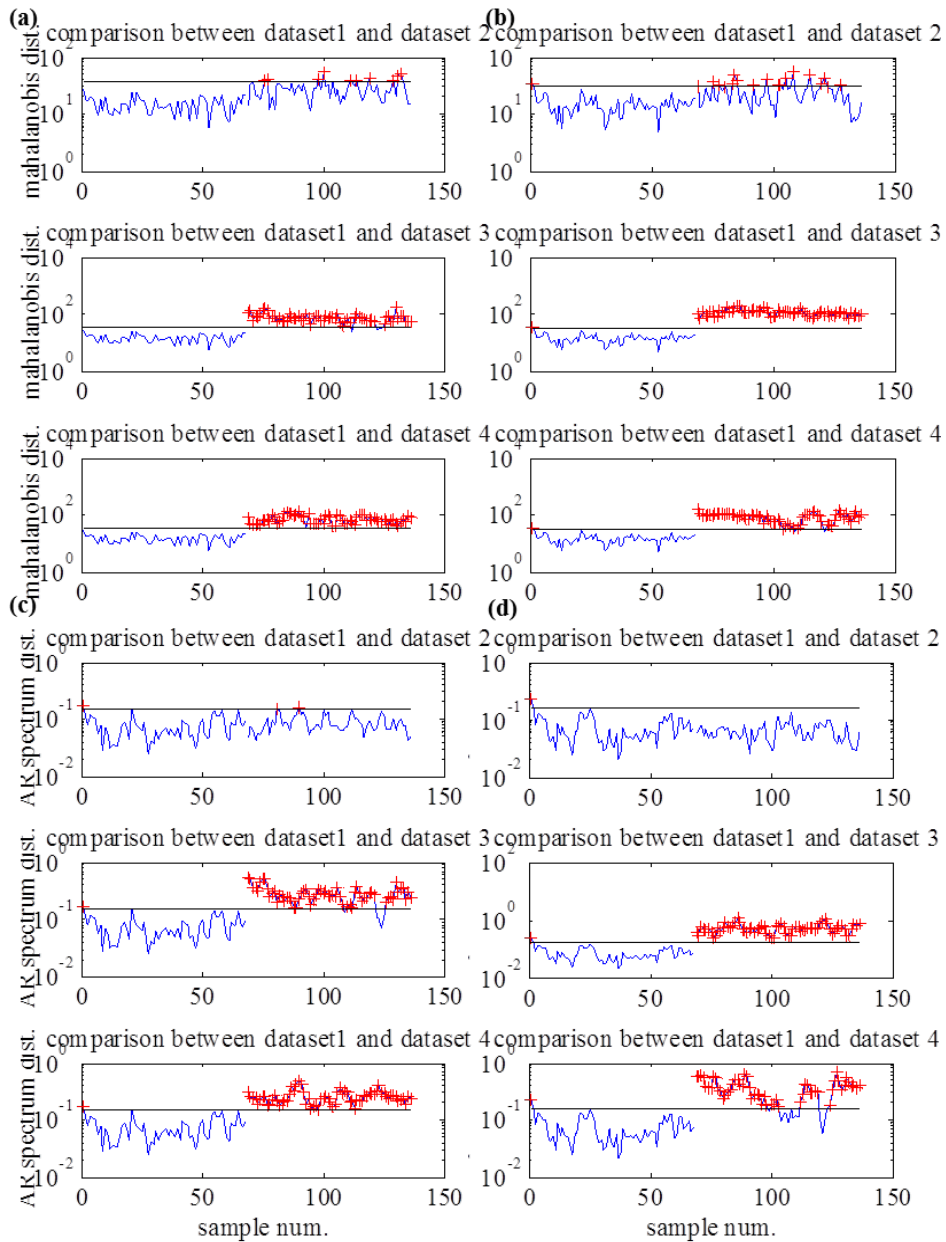 (a) (b)
comparison between dataset1 and dataset 2 comparison between dataset1 and dataset 2
mahalanobis dist.
10^2 10^2
10^1 10^1
10^0 10^0
0 50 100 150 0 50 100 150
comparison between dataset1 and dataset 3 comparison between dataset1 and dataset 3
mahalanobis dist.
10^4 10^4
10^2 10^2
10^0 10^0
0 50 100 150 0 50 100 150
comparison between dataset1 and dataset 4 comparison between dataset1 and dataset 4
mahalanobis dist.
10^4 10^4
10^2 10^2
10^0 10^0
0 50 100 150 0 50 100 150
(c) (d)
comparison between dataset1 and dataset 2 comparison between dataset1 and dataset 2
AR spectrum dist.
10^0 10^0
10^-1 10^-1
10^-2 10^-2
0 50 100 150 0 50 100 150
comparison between dataset1 and dataset 3 comparison between dataset1 and dataset 3
AR spectrum dist.
10^0 10^2
10^-1 10^0
10^-2 10^-2
0 50 100 150 0 50 100 150
comparison between dataset1 and dataset 4 comparison between dataset1 and dataset 4
AR spectrum dist.
10^0 10^0
10^-1 10^-1
10^-2 10^-2
0 50 100 150 0 50 100 150
sample num. sample num.